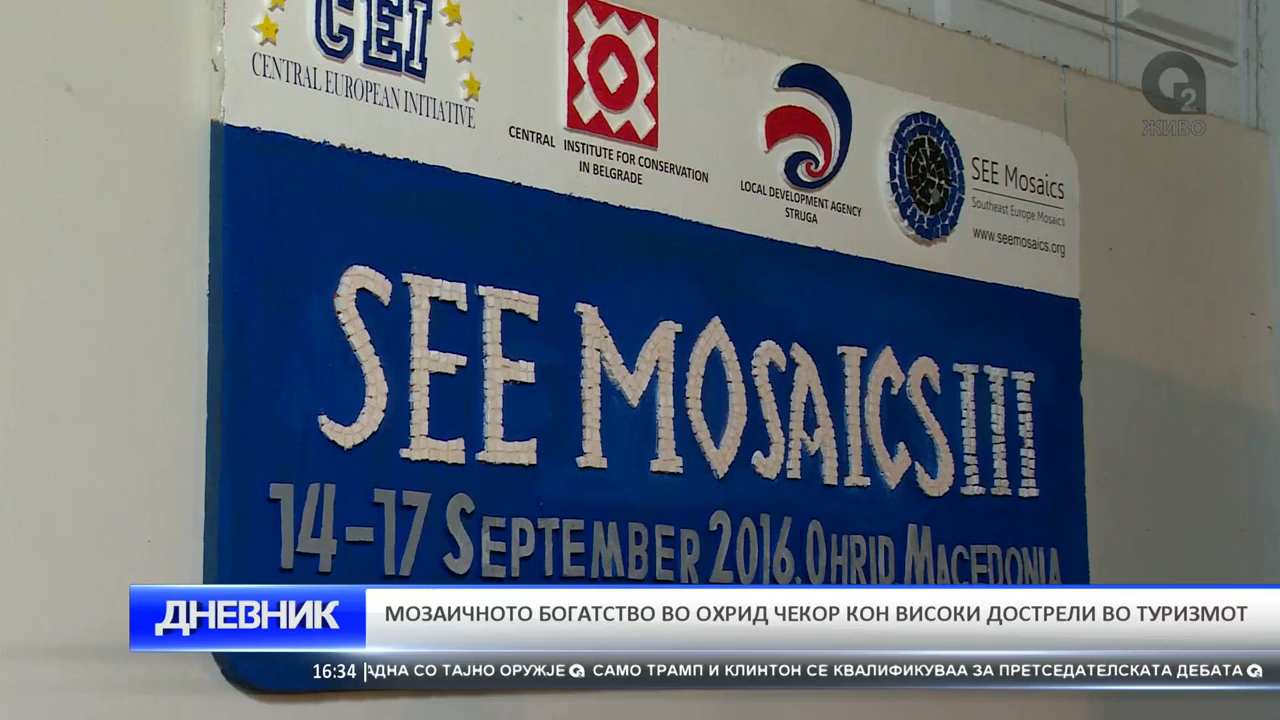 CEI
CENTRAL EUROPEAN INITIATIVE
CENTRAL INSTITUTE FOR CONSERVATION
IN BELGRADE
LOCAL DEVELOPMENT AGENCY
STRUGA
SEE Mosaics
Southeast Europe Mosaics
www.seemosaics.org
2
ЖИВО
SEE MOSAICS III
14-17 SEPTEMBER 2016. OHRID MACEDONIA
ДНЕВНИК
МОЗАИЧНОТО БОГАТСТВО ВО ОХРИД ЧЕКОР КОН ВИСОКИ ДОСТРЕЛИ ВО ТУРИЗМОТ
16:34 АДНА СО ТАЈНО ОРУЖЈЕ САМО ТРАМП И КЛИНТОН СЕ КВАЛИФИКУВАА ЗА ПРЕТСЕДАТЕЛСКАТА ДЕБАТА